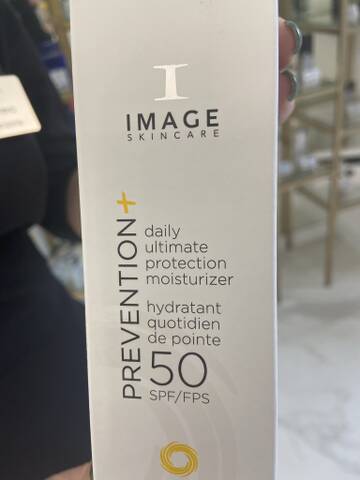 I
IMAGE
SKINCARE
PREVENTION+
daily
ultimate
protection
moisturizer
hydratant
quotidien
de pointe
50
SPF/FPS